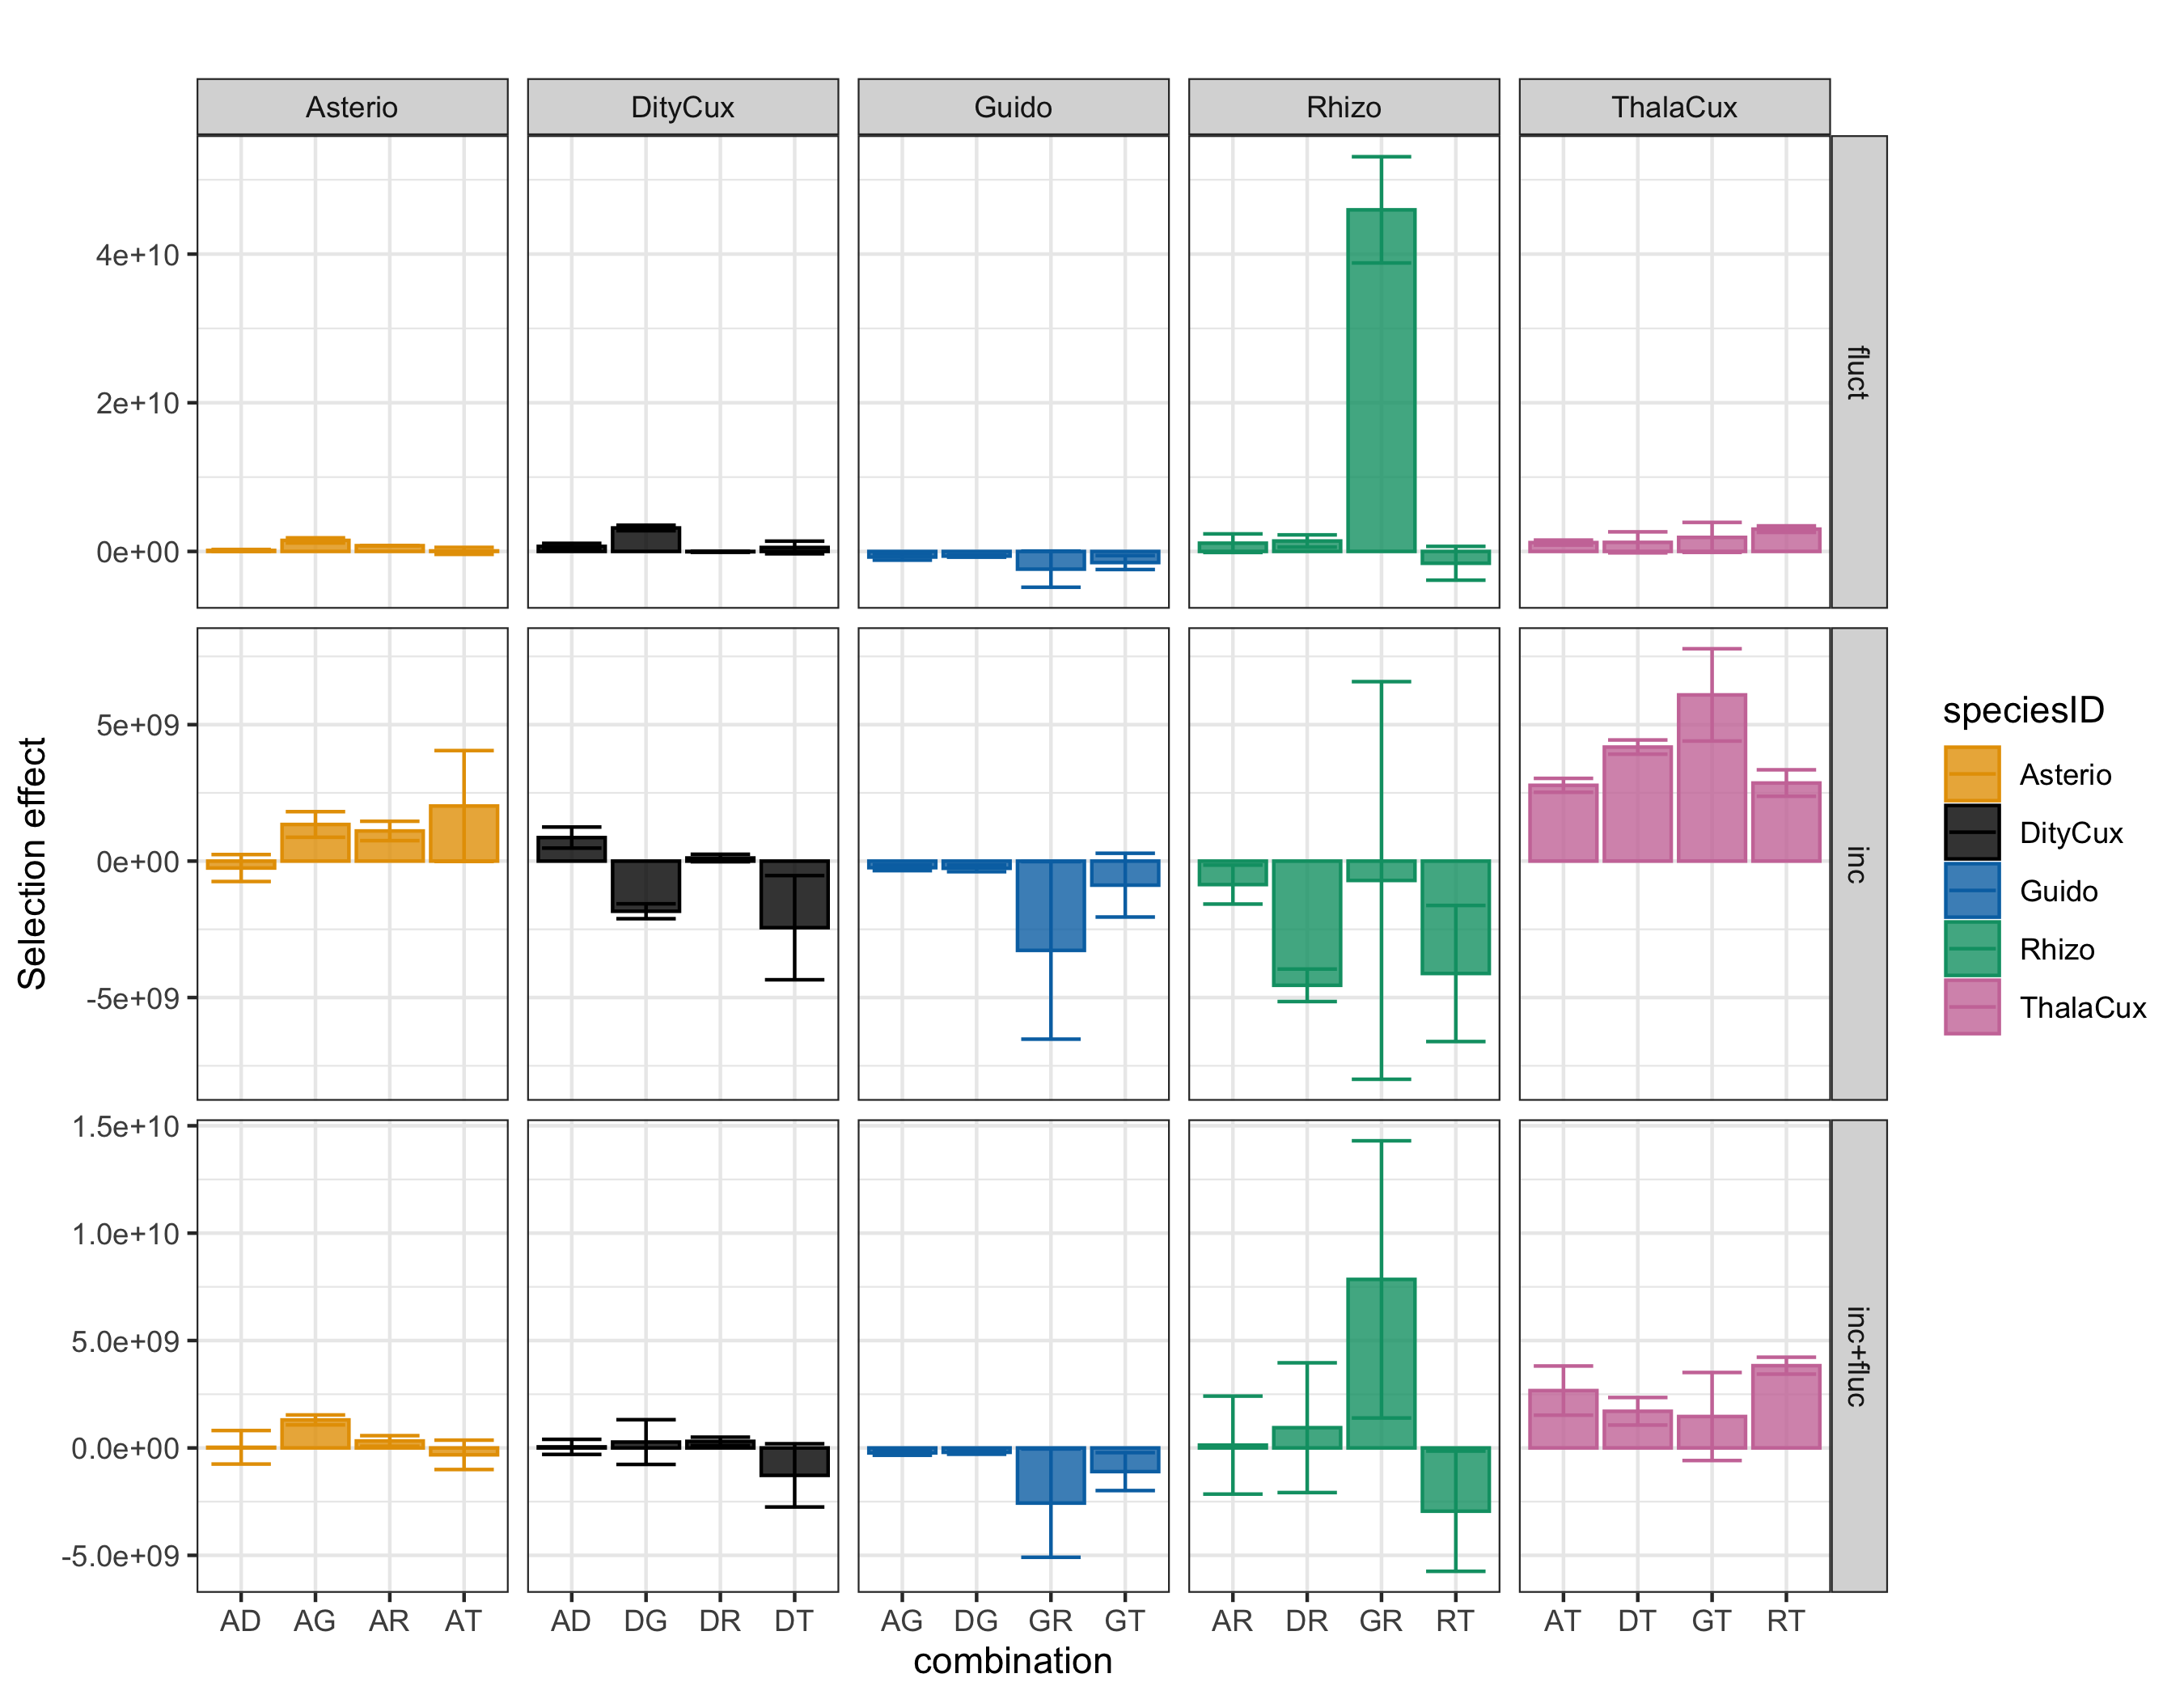 Asterio DityCux Guido Rhizo ThalaCux
fluct
4e+10
2e+10
0e+00
inc
5e+09
0e+00
-5e+09
inc+fluc
1.5e+10
1.0e+10
5.0e+09
0.0e+00
-5.0e+09
Selection effect
AD AG AR AT AD DG DR DT AG DG GR GT AR DR GR RT AT DT GT RT
combination
speciesID
Asterio
DityCux
Guido
Rhizo
ThalaCux